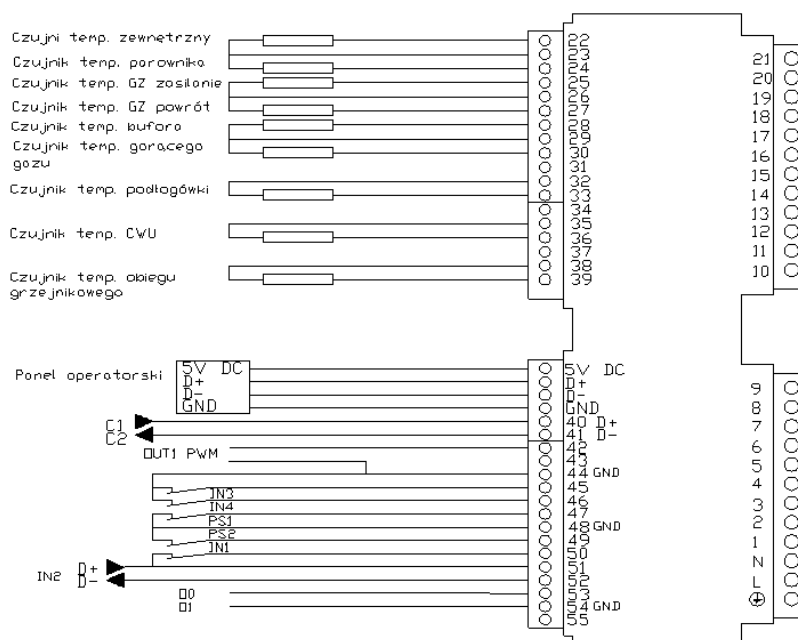 Czujni temp. zewnętrzny
Czujnik temp. parownika
Czujnik temp. GZ zasilanie
Czujnik temp. GZ powrót
Czujnik temp. bufora
Czujnik temp. gorącego
gazu
Czujnik temp. podłogówki
Czujnik temp. CWU
Czujnik temp. obiegu
grzejnikowego
22
23
24
25
26
27
28
29
30
31
32
33
34
35
36
37
38
39
21
20
19
18
17
16
15
14
13
12
11
10
Panel operatorski
5V DC
D+
D-
GND
C1
C2
OUT1 PWM
IN3
IN4
PS1
PS2
IN1
IN2
D+
D-
O0
O1
5V DC
D+
D-
GND
40 D+
41 D-
42
43
44 GND
45
46
47
48 GND
49
50
51
52
53
54 GND
55
9
8
7
6
5
4
3
2
1
N
L